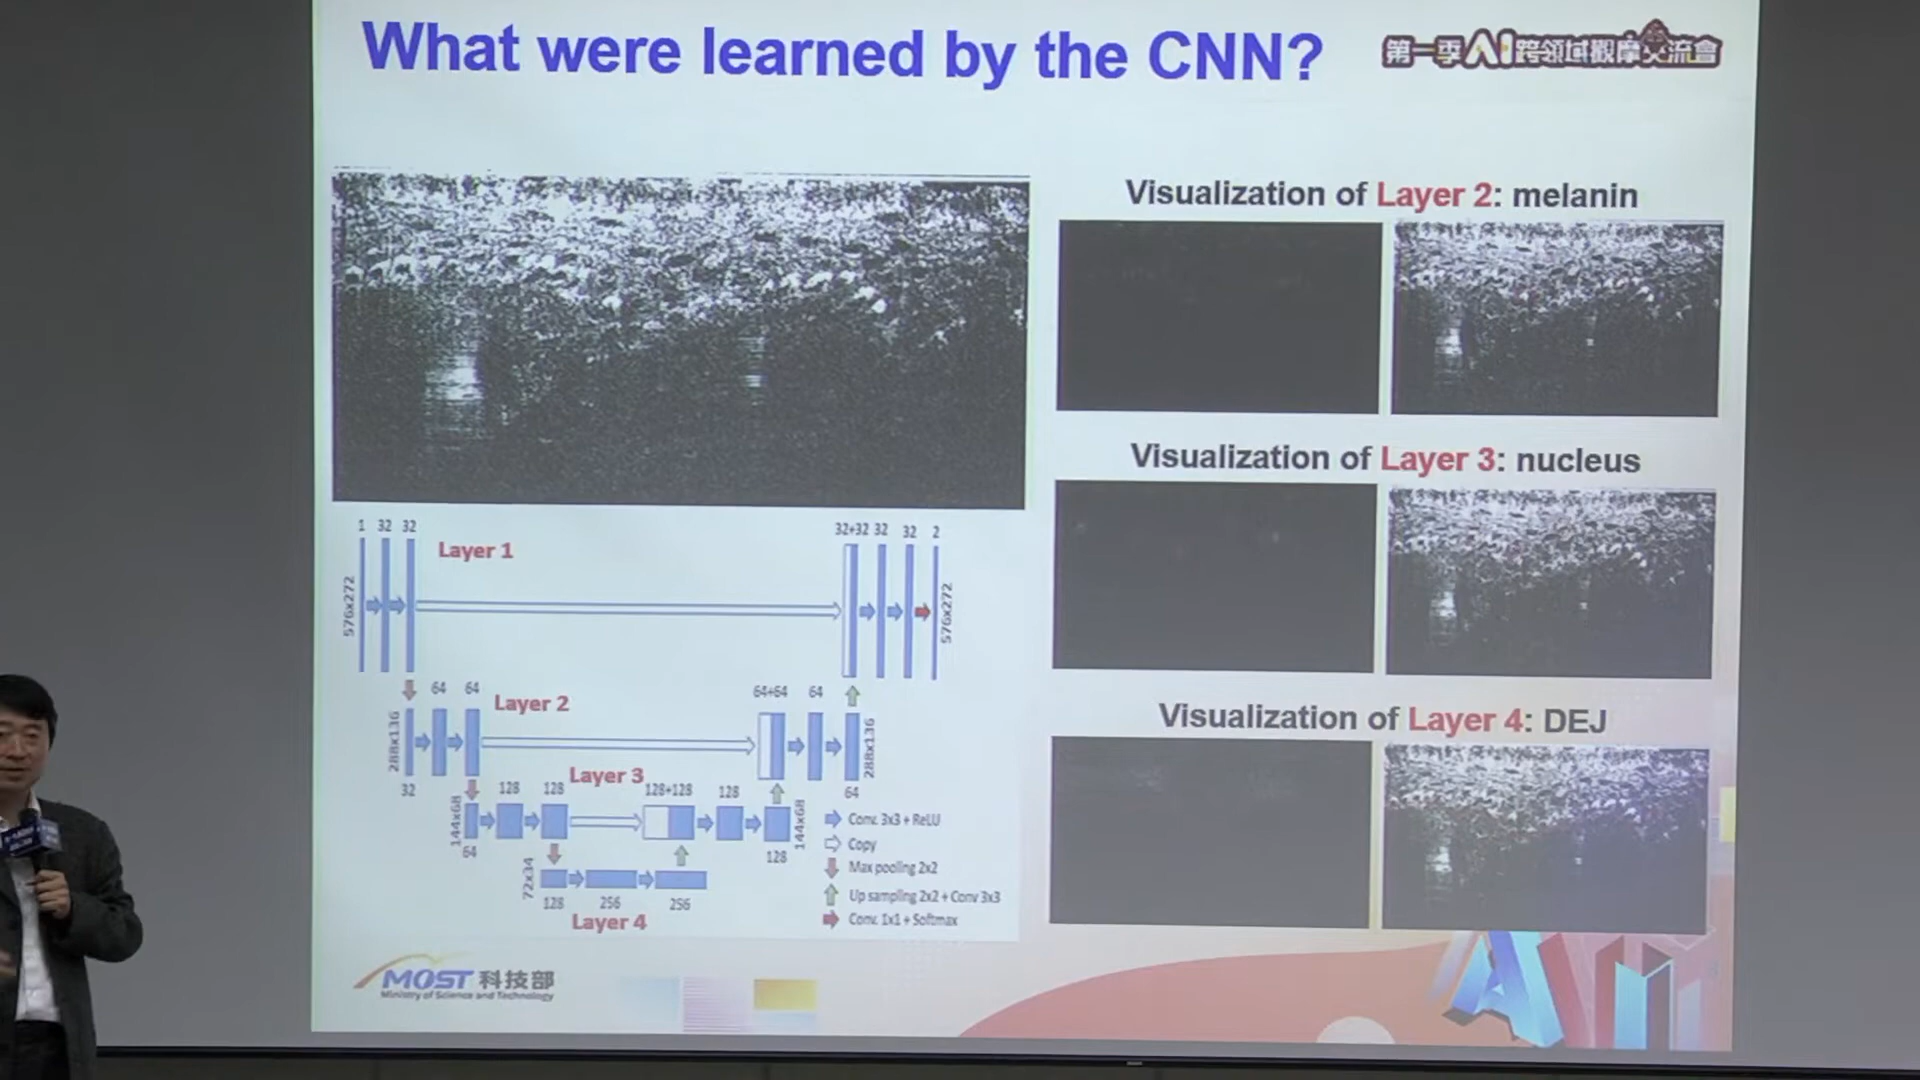 What were learned by the CNN?
第一季AI跨領域觀摩交流會
Visualization of Layer 2: melanin
Visualization of Layer 3: nucleus
Visualization of Layer 4: DEJ
1 32 32
Layer 1
32+32 32 32 2
576x272
576x272
64 64
Layer 2
64+64 64
288x136
288x136
32
Layer 3
64
128 128
128+128 128
144x68
144x68
64
128
72x34
128 256 256
Layer 4
Conv. 3x3 + ReLU
Copy
Max pooling 2x2
Up sampling 2x2 + Conv 3x3
Conv. 1x1 + Softmax
MOST 科技部
Ministry of Science and Technology